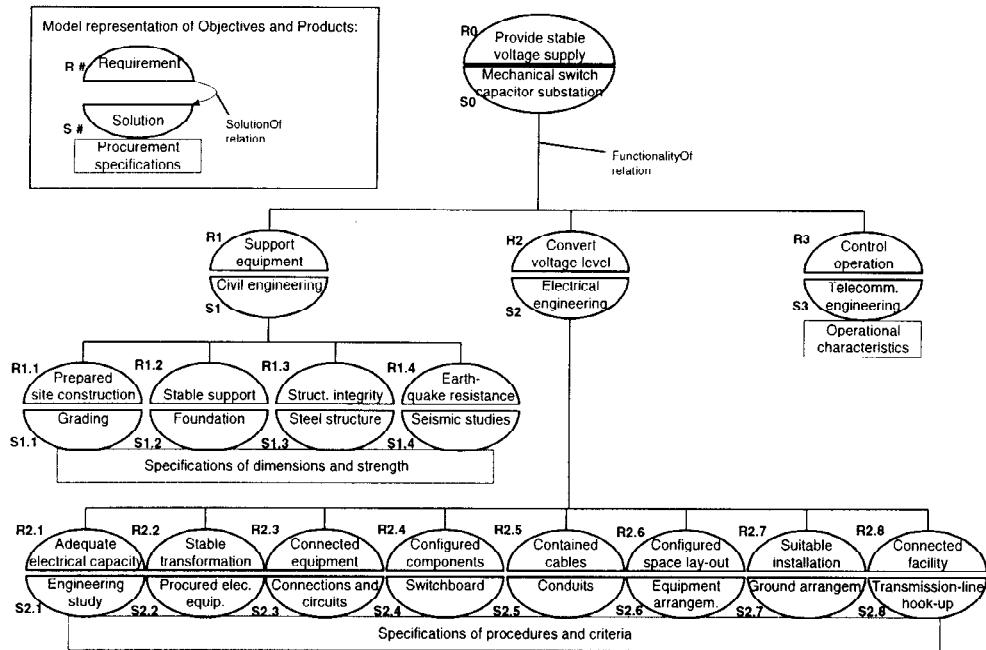 Model representation of Objectives and Products:
R #
Requirement
Solution
S #
SolutionOf
relation
Procurement
specifications
R0
Provide stable
voltage supply
Mechanical switch
capacitor substation
S0
FunctionalityOf
relation
R1
Support
equipment
Civil engineering
S1
R2
Convert
voltage level
Electrical
engineering
S2
R3
Control
operation
Telecomm.
engineering
S3
Operational
characteristics
R1.1
Prepared
site construction
Grading
S1.1
R1.2
Stable support
Foundation
S1.2
R1.3
Struct. integrity
Steel structure
S1.3
R1.4
Earth-
quake resistance
Seismic studies
S1.4
Specifications of dimensions and strength
R2.1
Adequate
electrical capacity
Engineering
study
S2.1
R2.2
Stable
transformation
Procured elec.
equip.
S2.2
R2.3
Connected
equipment
Connections and
circuits
S2.3
R2.4
Configured
components
Switchboard
S2.4
R2.5
Contained
cables
Conduits
S2.5
R2.6
Configured
space lay-out
Equipment
arrangem.
S2.6
R2.7
Suitable
installation
Ground arrangem.
S2.7
R2.8
Connected
facility
Transmission-line
hook-up
S2.8
Specifications of procedures and criteria